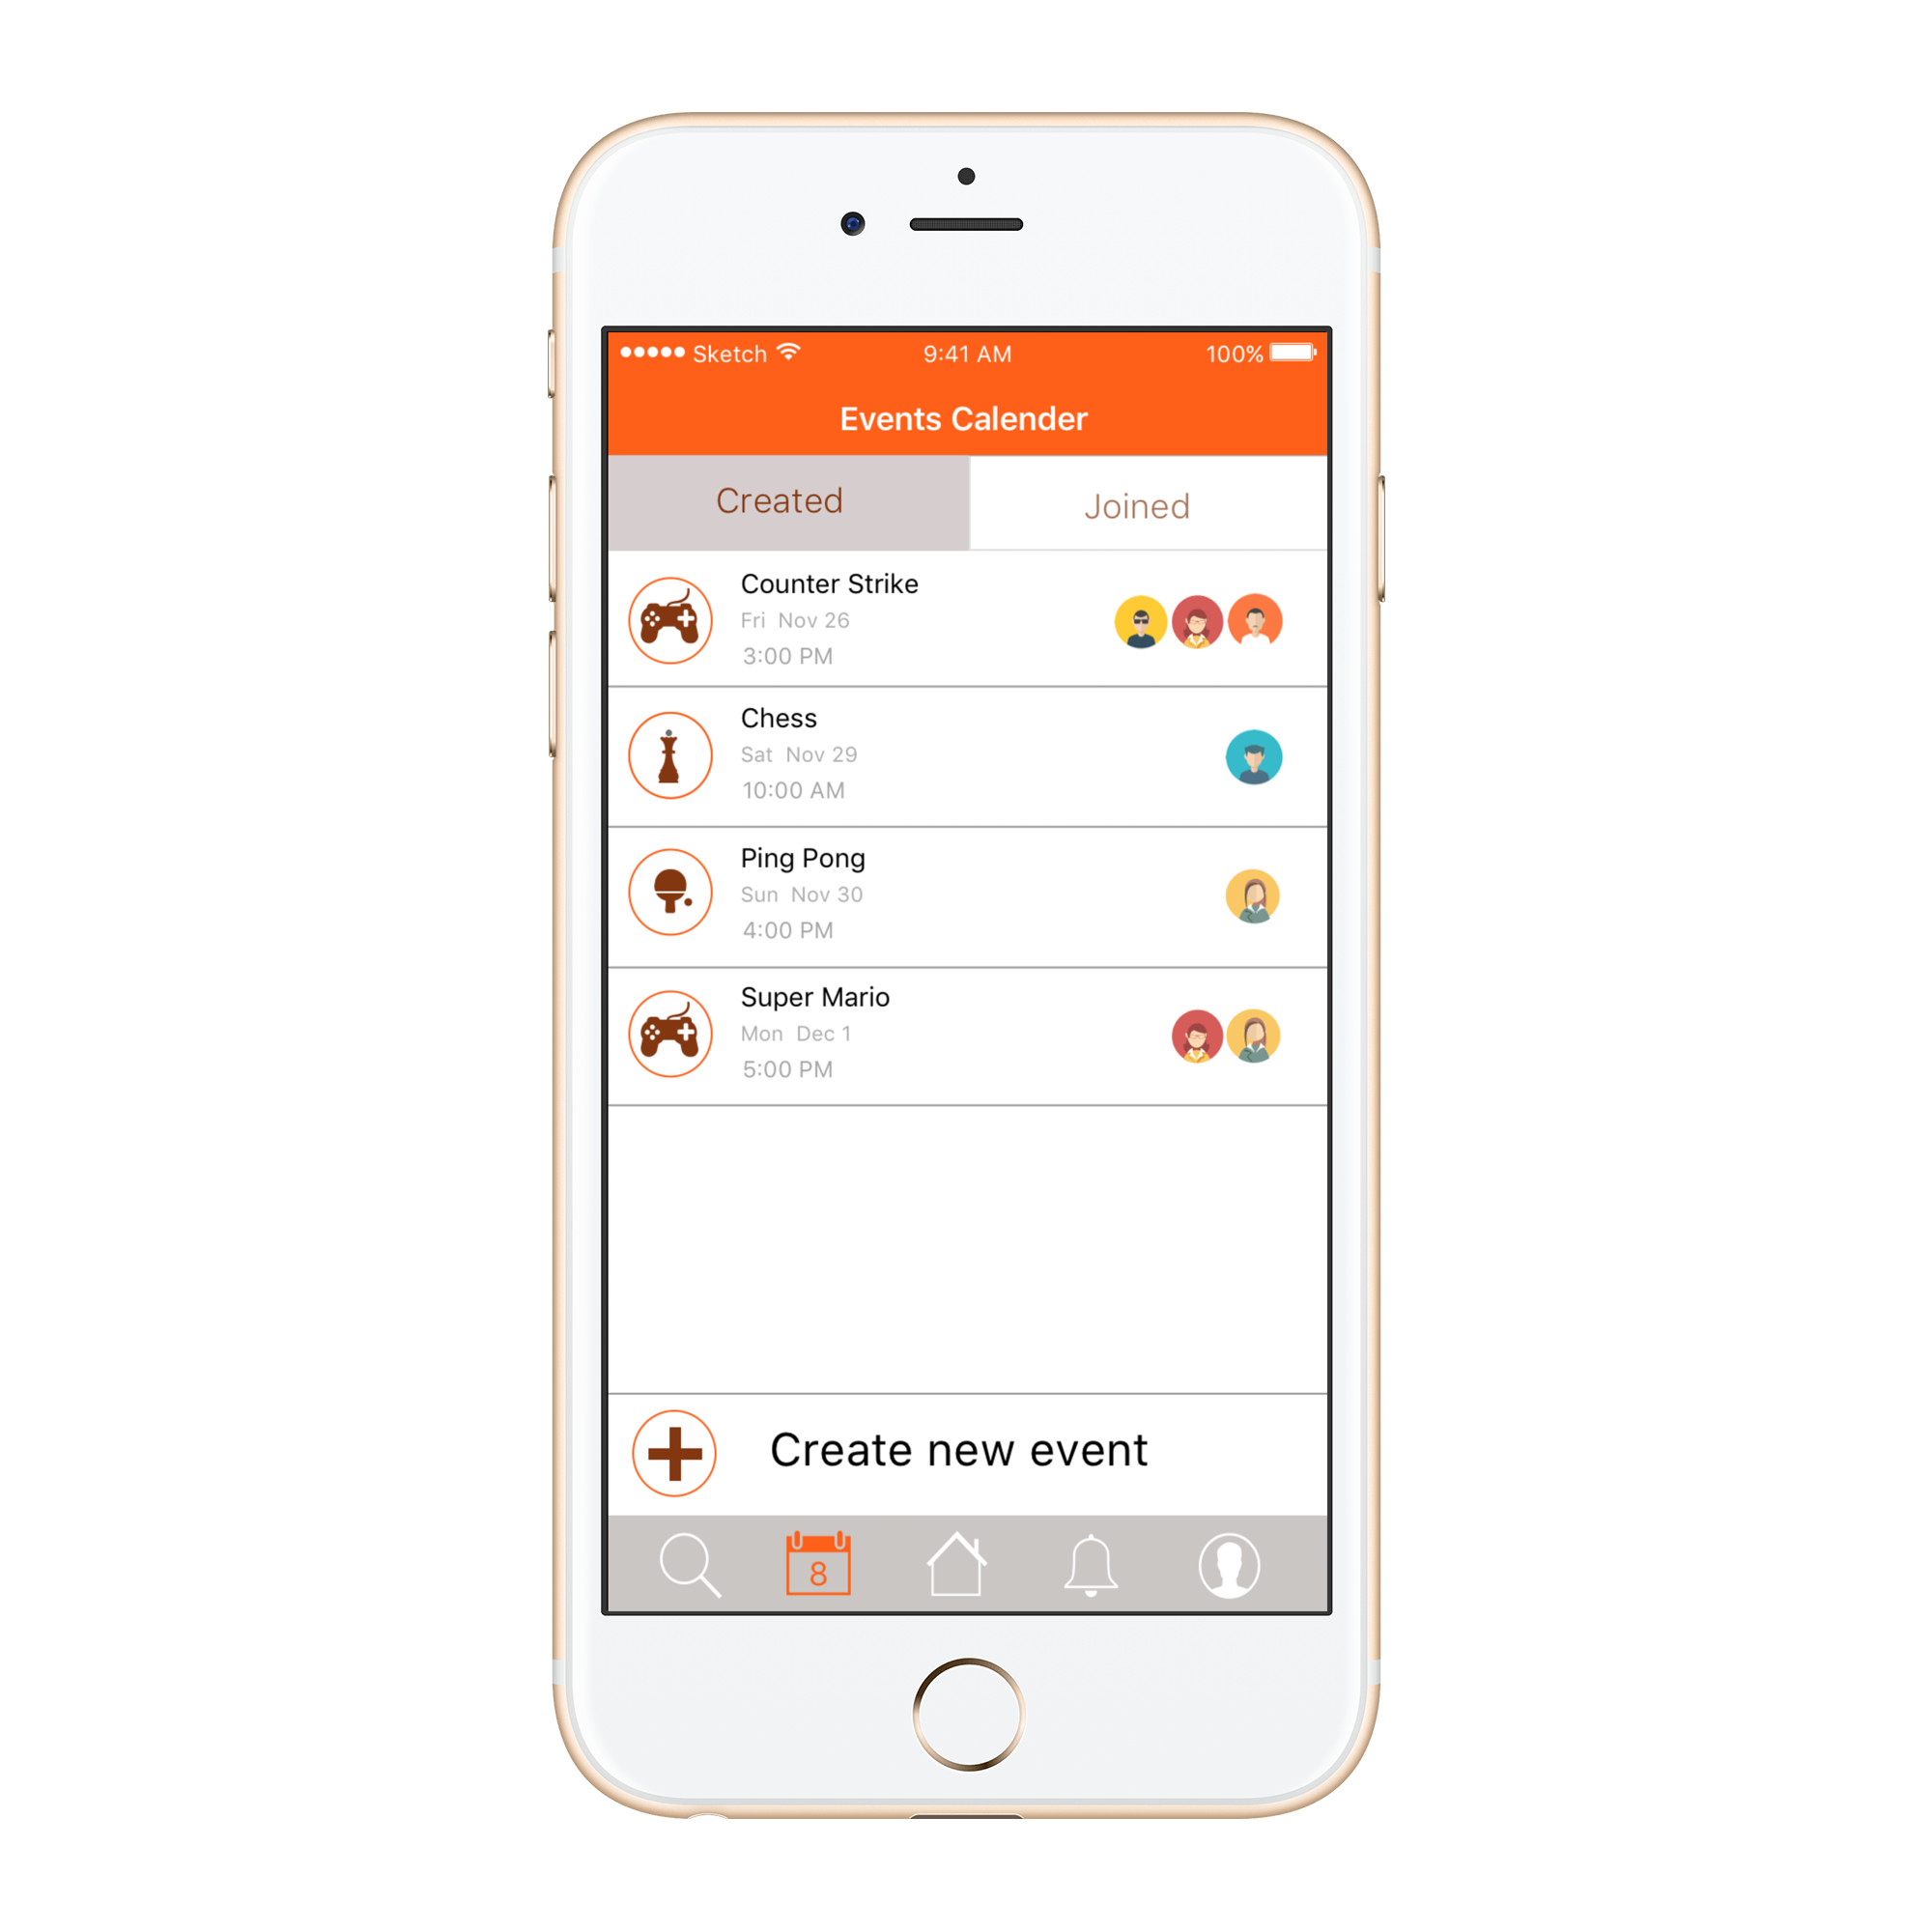 Sketch 9:41 AM 100%
Events Calender
Created Joined
Counter Strike
Fri Nov 26
3:00 PM
Chess
Sat Nov 29
10:00 AM
Ping Pong
Sun Nov 30
4:00 PM
Super Mario
Mon Dec 1
5:00 PM
Create new event
8